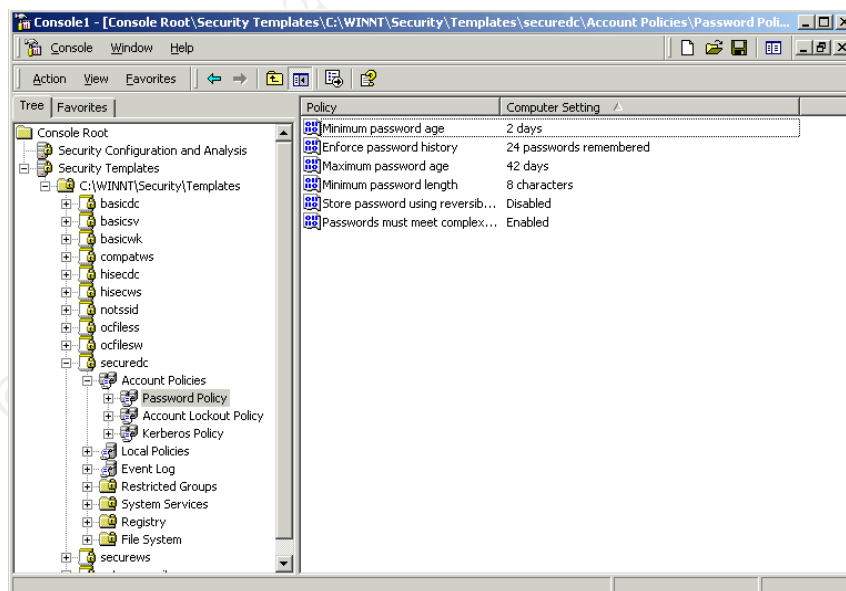 Console1 - [Console Root\Security Templates\C:\WINNT\Security\Templates\securedc\Account Policies\Password Poli...
Console Window Help
Action View Favorites
Tree Favorites
Console Root
Security Configuration and Analysis
Security Templates
C:\WINNT\Security\Templates
basicdc
basicsv
basicwk
compatws
hisecdc
hisecws
notssid
ocfiless
ocfilesw
securedc
Account Policies
Password Policy
Account Lockout Policy
Kerberos Policy
Local Policies
Event Log
Restricted Groups
System Services
Registry
File System
securews
Policy Computer Setting
Minimum password age 2 days
Enforce password history 24 passwords remembered
Maximum password age 42 days
Minimum password length 8 characters
Store password using reversib... Disabled
Passwords must meet complex... Enabled